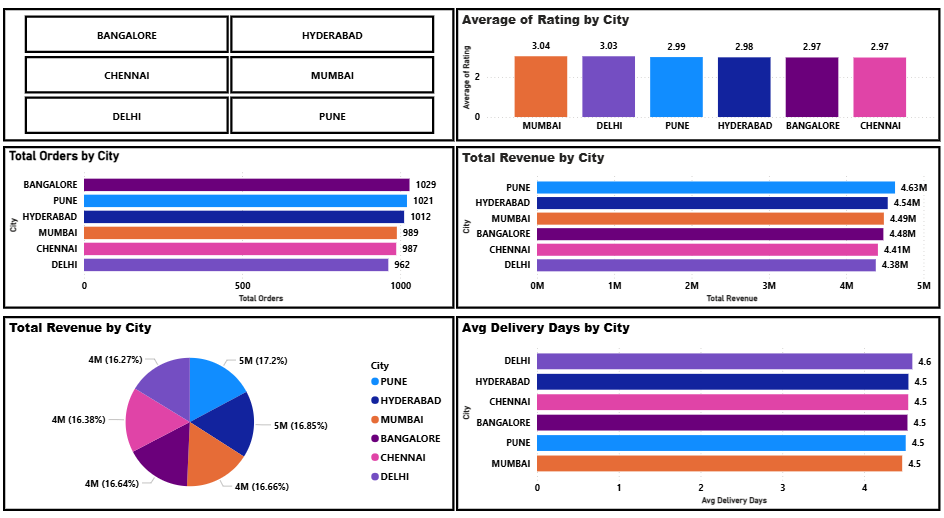 BANGALORE
HYDERABAD
CHENNAI
MUMBAI
DELHI
PUNE
Average of Rating by City
Average of Rating
2
0
3.04
3.03
2.99
2.98
2.97
2.97
MUMBAI
DELHI
PUNE
HYDERABAD
BANGALORE
CHENNAI
Total Orders by City
City
BANGALORE 1029
PUNE 1021
HYDERABAD 1012
MUMBAI 989
CHENNAI 987
DELHI 962
0 500 1000
Total Orders
Total Revenue by City
City
PUNE 4.63M
HYDERABAD 4.54M
MUMBAI 4.49M
BANGALORE 4.48M
CHENNAI 4.41M
DELHI 4.38M
0M 1M 2M 3M 4M 5M
Total Revenue
Total Revenue by City
4M (16.27%)
5M (17.2%)
4M (16.38%)
5M (16.85%)
4M (16.64%)
4M (16.66%)
City
PUNE
HYDERABAD
MUMBAI
BANGALORE
CHENNAI
DELHI
Avg Delivery Days by City
City
DELHI 4.6
HYDERABAD 4.5
CHENNAI 4.5
BANGALORE 4.5
PUNE 4.5
MUMBAI 4.5
0 1 2 3 4
Avg Delivery Days